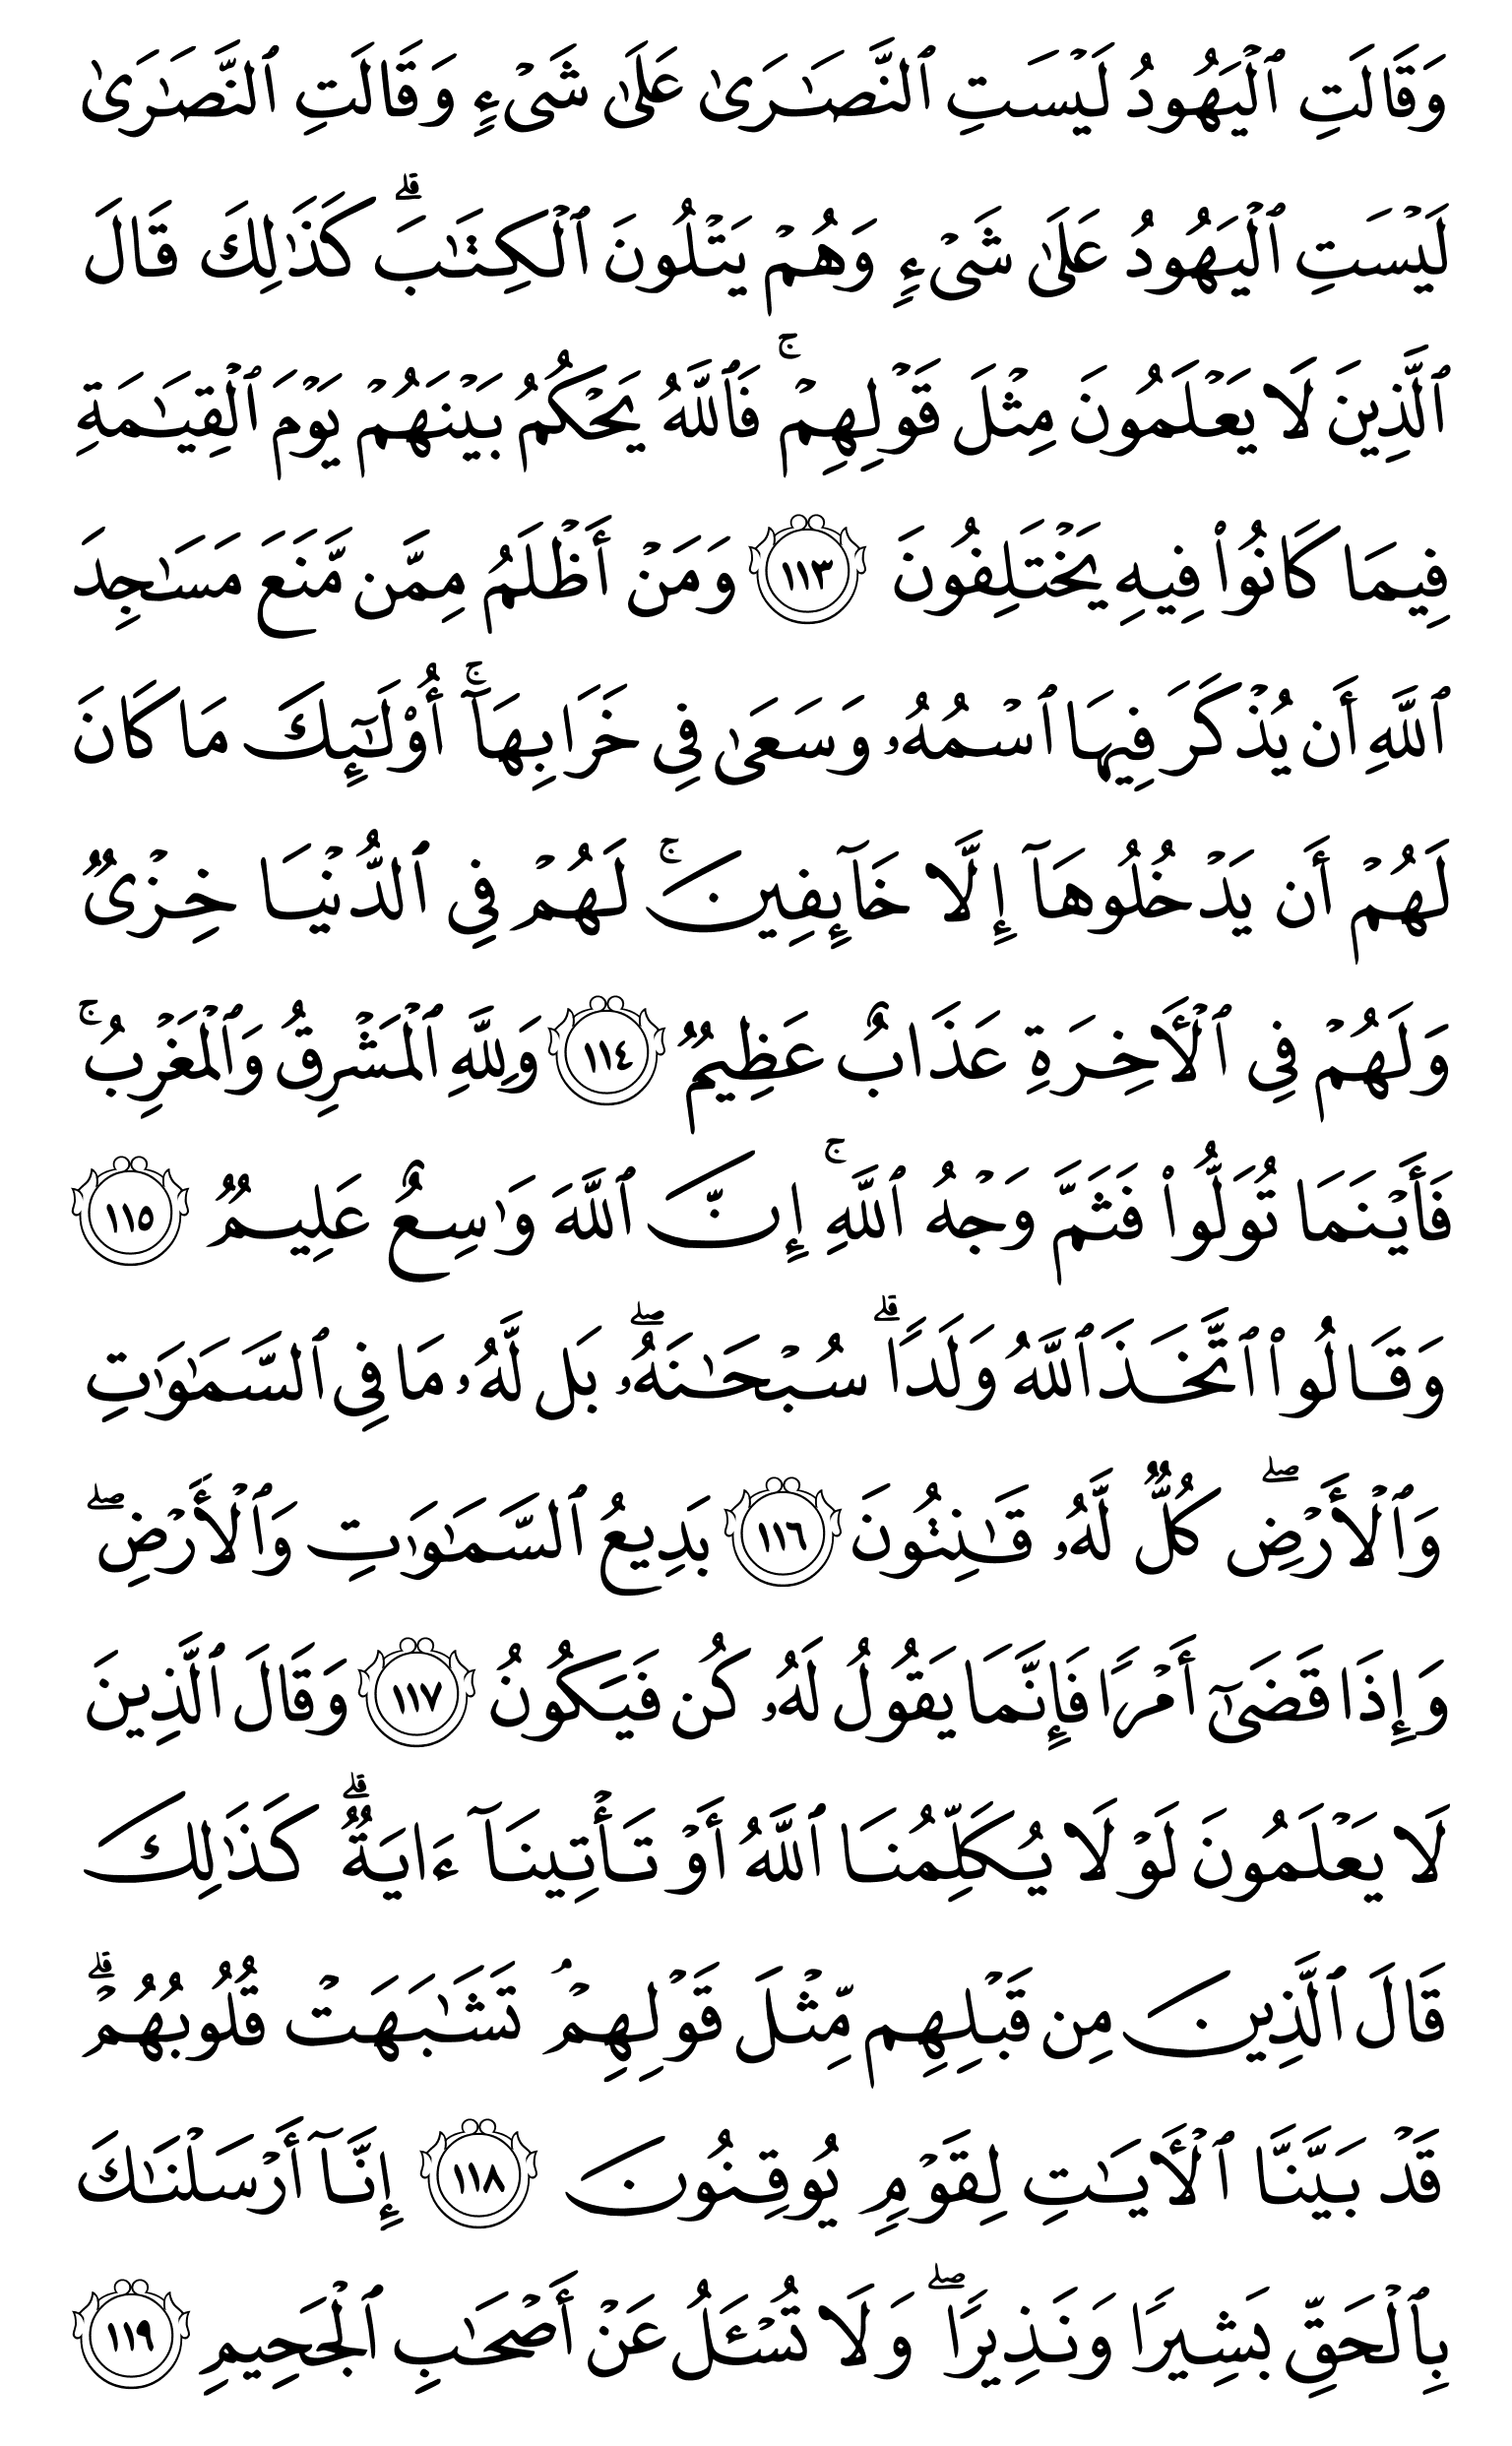 وَقَالَتِ ٱلْيَهُودُ لَيْسَتِ ٱلنَّصَٰرَىٰ عَلَىٰ شَىْءٍ وَقَالَتِ ٱلنَّصَٰرَىٰ
لَيْسَتِ ٱلْيَهُودُ عَلَىٰ شَىْءٍ وَهُمْ يَتْلُونَ ٱلْكِتَٰبَ ۗ كَذَٰلِكَ قَالَ
ٱلَّذِينَ لَا يَعْلَمُونَ مِثْلَ قَوْلِهِمْ ۚ فَٱللَّهُ يَحْكُمُ بَيْنَهُمْ يَوْمَ ٱلْقِيَٰمَةِ
فِيمَا كَانُوا۟ فِيهِ يَخْتَلِفُونَ ١١٣ وَمَنْ أَظْلَمُ مِمَّن مَّنَعَ مَسَٰجِدَ
ٱللَّهِ أَن يُذْكَرَ فِيهَا ٱسْمُهُۥ وَسَعَىٰ فِى خَرَابِهَآ ۚ أُو۟لَٰٓئِكَ مَا كَانَ
لَهُمْ أَن يَدْخُلُوهَآ إِلَّا خَآئِفِينَ ۚ لَهُمْ فِى ٱلدُّنْيَا خِزْىٌ
وَلَهُمْ فِى ٱلْأَخِرَةِ عَذَابٌ عَظِيمٌ ١١٤ وَلِلَّهِ ٱلْمَشْرِقُ وَٱلْمَغْرِبُ ۚ
فَأَيْنَمَا تُوَلُّوا۟ فَثَمَّ وَجْهُ ٱللَّهِ ۚ إِنَّ ٱللَّهَ وَٰسِعٌ عَلِيمٌ ١١٥
وَقَالُوا۟ ٱتَّخَذَ ٱللَّهُ وَلَدًا ۗ سُبْحَٰنَهُۥ ۖ بَل لَّهُۥ مَا فِى ٱلسَّمَٰوَٰتِ
وَٱلْأَرْضِ ۖ كُلٌّ لَّهُۥ قَٰنِتُونَ ١١٦ بَدِيعُ ٱلسَّمَٰوَٰتِ وَٱلْأَرْضِ ۖ
وَإِذَا قَضَىٰٓ أَمْرًا فَإِنَّمَا يَقُولُ لَهُۥ كُن فَيَكُونُ ١١٧ وَقَالَ ٱلَّذِينَ
لَا يَعْلَمُونَ لَوْلَا يُكَلِّمُنَا ٱللَّهُ أَوْ تَأْتِينَآ ءَايَةٌ ۗ كَذَٰلِكَ
قَالَ ٱلَّذِينَ مِن قَبْلِهِم مِّثْلَ قَوْلِهِمْ ۘ تَشَٰبَهَتْ قُلُوبُهُمْ ۗ
قَدْ بَيَّنَّا ٱلْأَيَٰتِ لِقَوْمٍ يُوقِنُونَ ١١٨ إِنَّآ أَرْسَلْنَٰكَ
بِٱلْحَقِّ بَشِيرًا وَنَذِيرًا ۖ وَلَا تُسْـَٔلُ عَنْ أَصْحَٰبِ ٱلْجَحِيمِ ١١٩